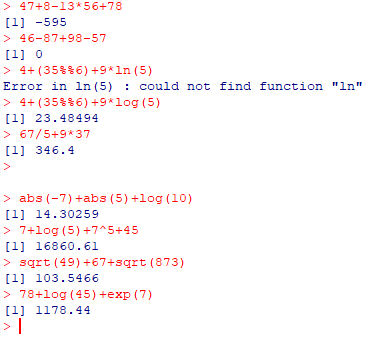 > 47+8-13*56+78
[1] -595
> 46-87+98-57
[1] 0
> 4+(35%%6)+9*ln(5)
Error in ln(5) : could not find function "ln"
> 4+(35%%6)+9*log(5)
[1] 23.48494
> 67/5+9*37
[1] 346.4
>
> abs(-7)+abs(5)+log(10)
[1] 14.30259
> 7+log(5)+7^5+45
[1] 16860.61
> sqrt(49)+67+sqrt(873)
[1] 103.5466
> 78+log(45)+exp(7)
[1] 1178.44
>